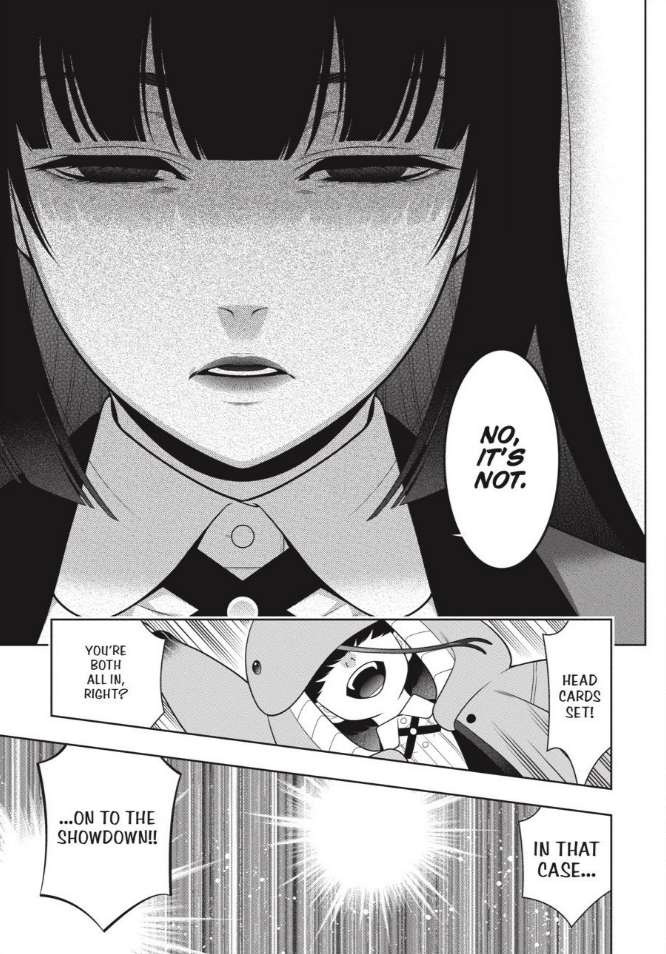 NO,
IT'S
NOT.
HEAD
CARDS
SET!
YOU'RE
BOTH
ALL IN,
RIGHT?
IN THAT
CASE...
...ON TO THE
SHOWDOWN!!